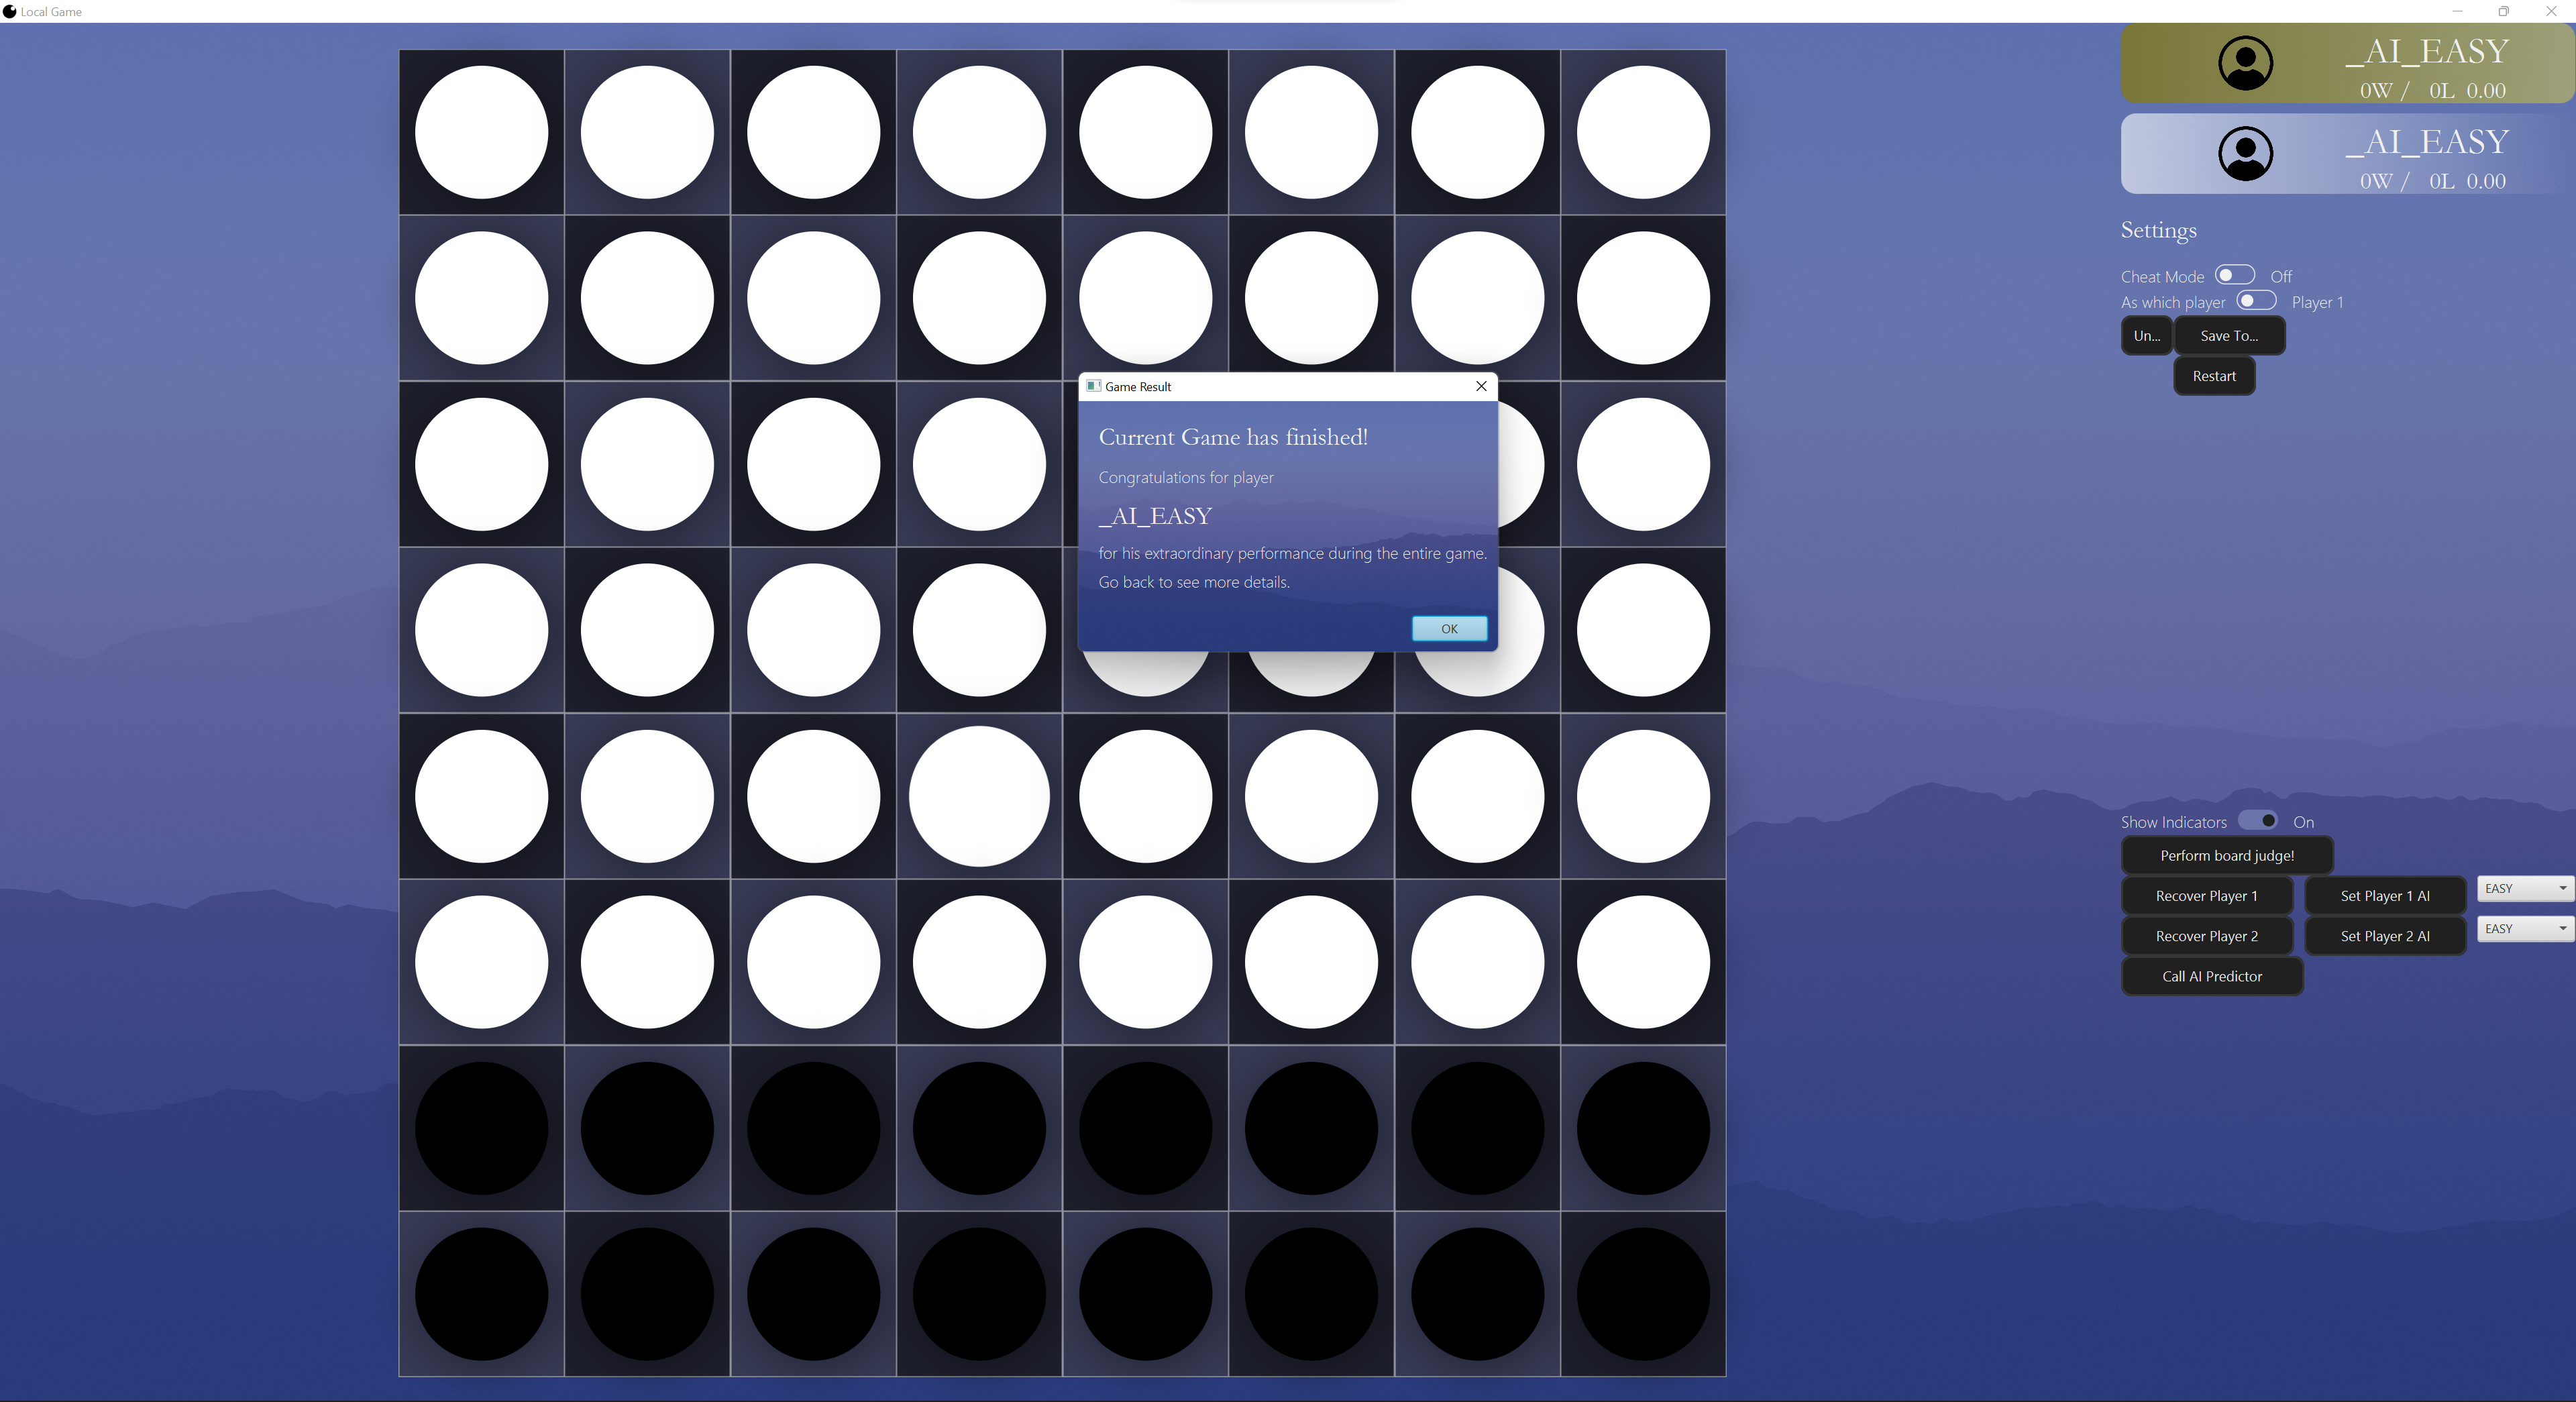 Local Game
_AI_EASY
0W / 0L 0.00
_AI_EASY
0W / 0L 0.00
Settings
Cheat Mode Off
As which player Player 1
Un... Save To...
Restart
Game Result
Current Game has finished!
Congratulations for player
_AI_EASY
for his extraordinary performance during the entire game.
Go back to see more details.
OK
Show Indicators On
Perform board judge!
Recover Player 1 Set Player 1 AI EASY
Recover Player 2 Set Player 2 AI EASY
Call AI Predictor